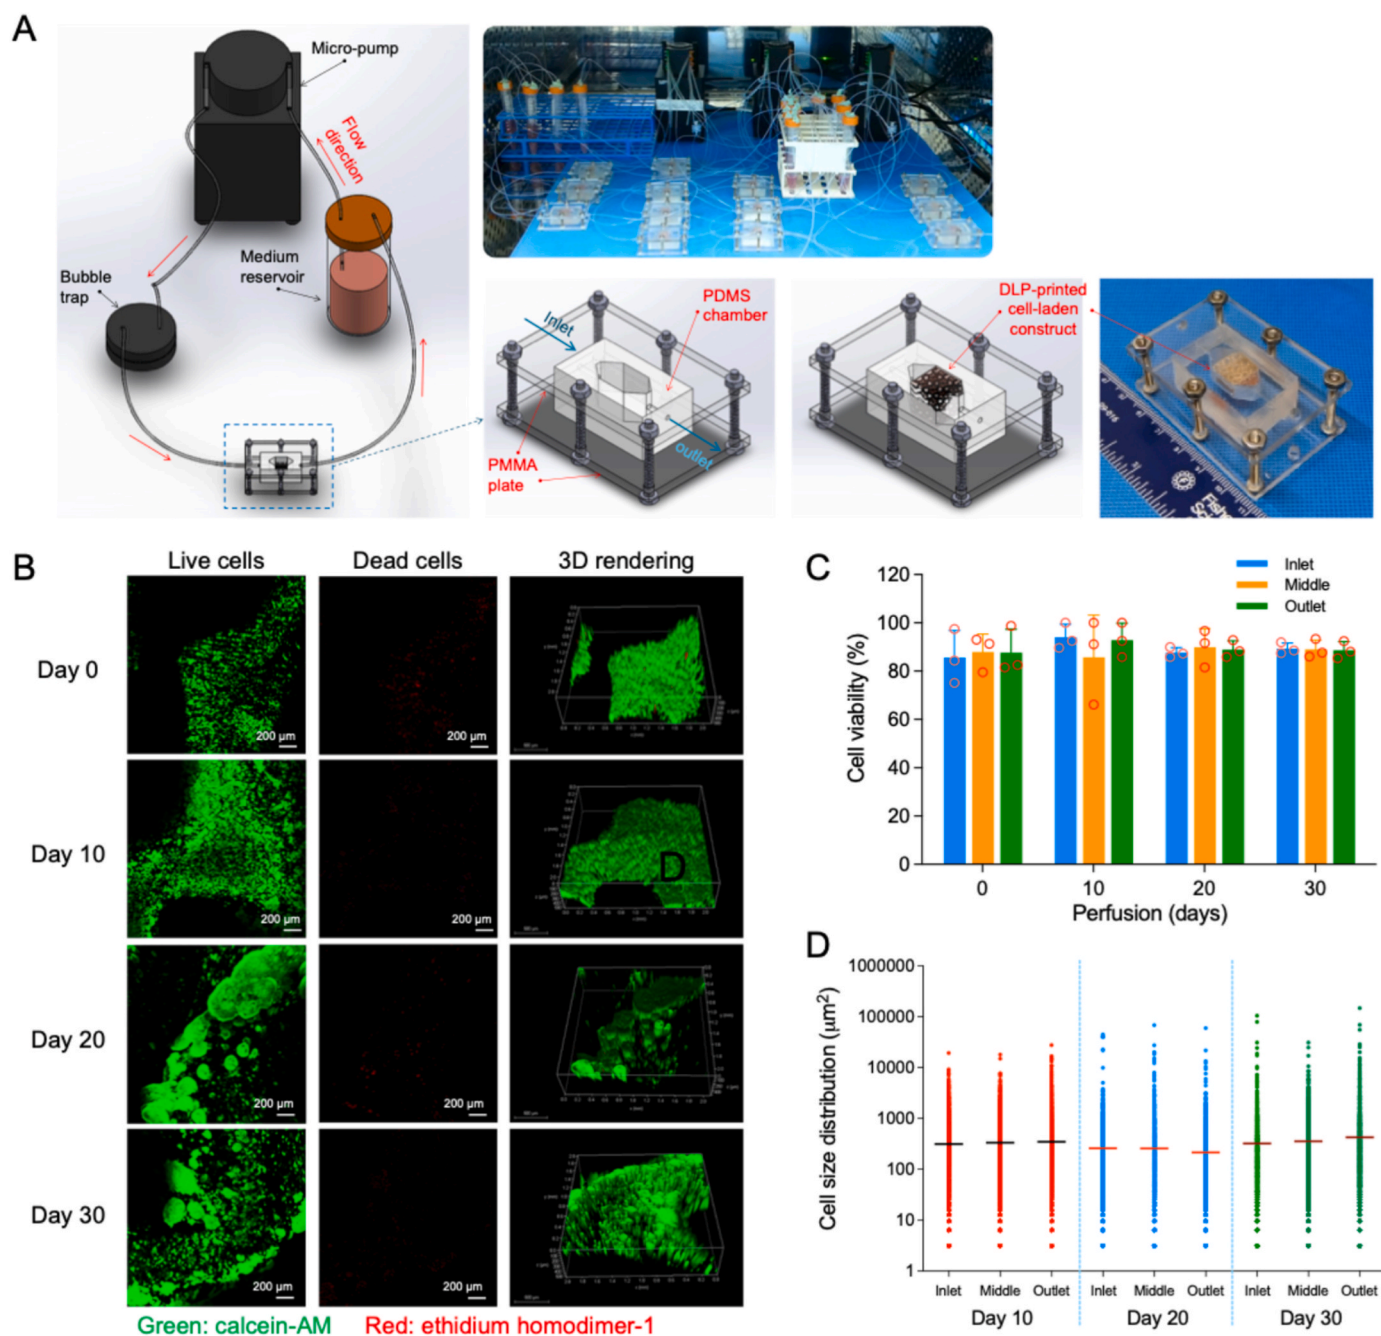 A
Micro-pump
Flow
direction
Medium
reservoir
Bubble
trap
Inlet
PDMS
chamber
PMMA
plate
outlet
DLP-printed
cell-laden
construct
B
Live cells
Dead cells
3D rendering
Day 0
200 µm
200 µm
Day 10
200 µm
200 µm
D
Day 20
200 µm
200 µm
Day 30
200 µm
200 µm
Green: calcein-AM
Red: ethidium homodimer-1
C
Inlet
Middle
Outlet
Cell viability (%)
120
100
80
60
40
20
0
0 10 20 30
Perfusion (days)
D
Cell size distribution (µm²)
1000000
100000
10000
1000
100
10
1
Inlet Middle Outlet Inlet Middle Outlet Inlet Middle Outlet
Day 10 Day 20 Day 30